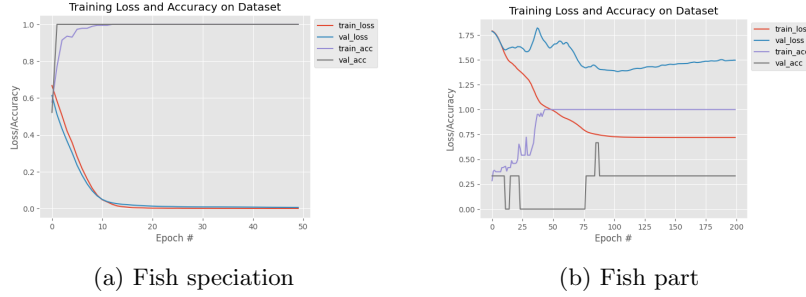 Training Loss and Accuracy on Dataset
1.0
0.8
0.6
0.4
0.2
0.0
Loss/Accuracy
0
10
20
30
40
50
Epoch #
train_loss
val_loss
train_acc
val_acc
(a) Fish speciation
Training Loss and Accuracy on Dataset
1.75
1.50
1.25
1.00
0.75
0.50
0.25
0.00
Loss/Accuracy
0
25
50
75
100
125
150
175
200
Epoch #
train_loss
val_loss
train_acc
val_acc
(b) Fish part